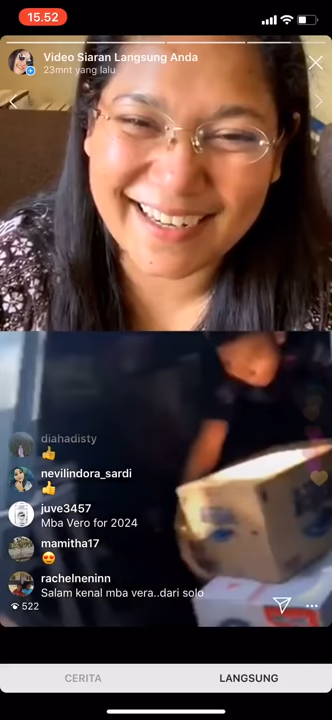 15.52
Video Siaran Langsung Anda
23mnt yang lalu
diahadisty
👍
nevilindora_sardi
👍
juve3457
Mba Vero for 2024
mamitha17
😍
rachelneninn
Salam kenal mba vera..dari solo
522
CERITA
LANGSUNG